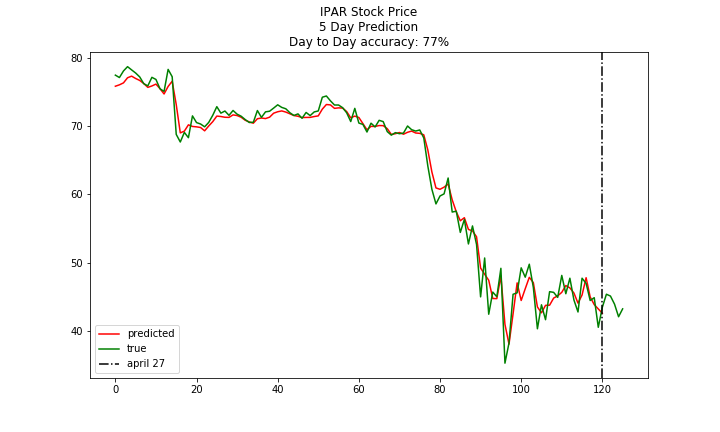 IPAR Stock Price
5 Day Prediction
Day to Day accuracy: 77%
80
70
60
50
40
predicted
true
april 27
0 20 40 60 80 100 120